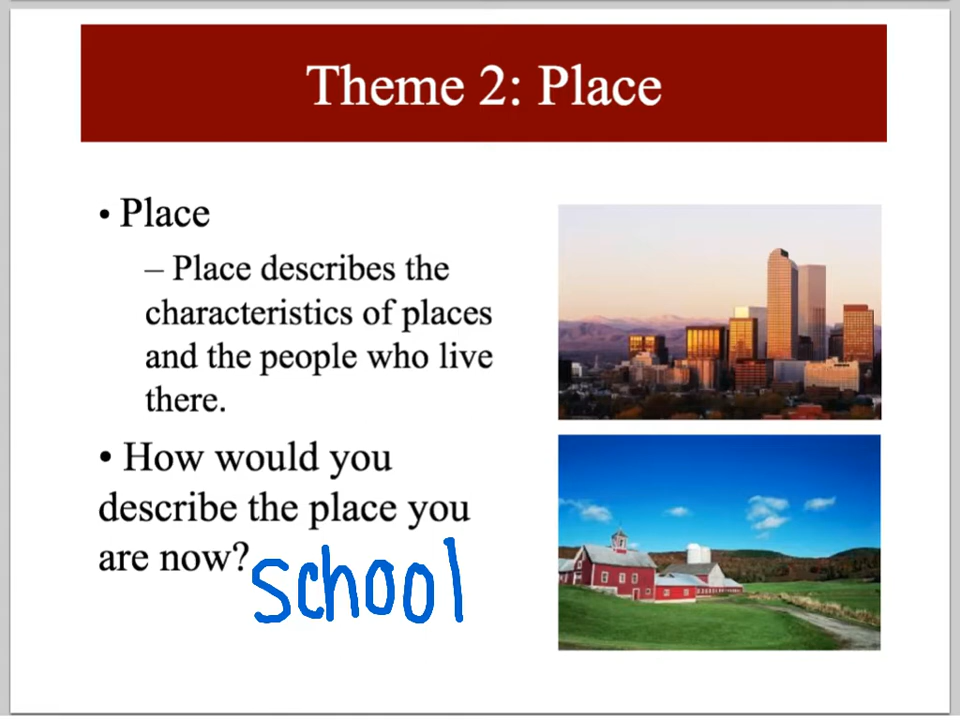 Theme 2: Place
• Place
– Place describes the
characteristics of places
and the people who live
there.
• How would you
describe the place you
are now?
school